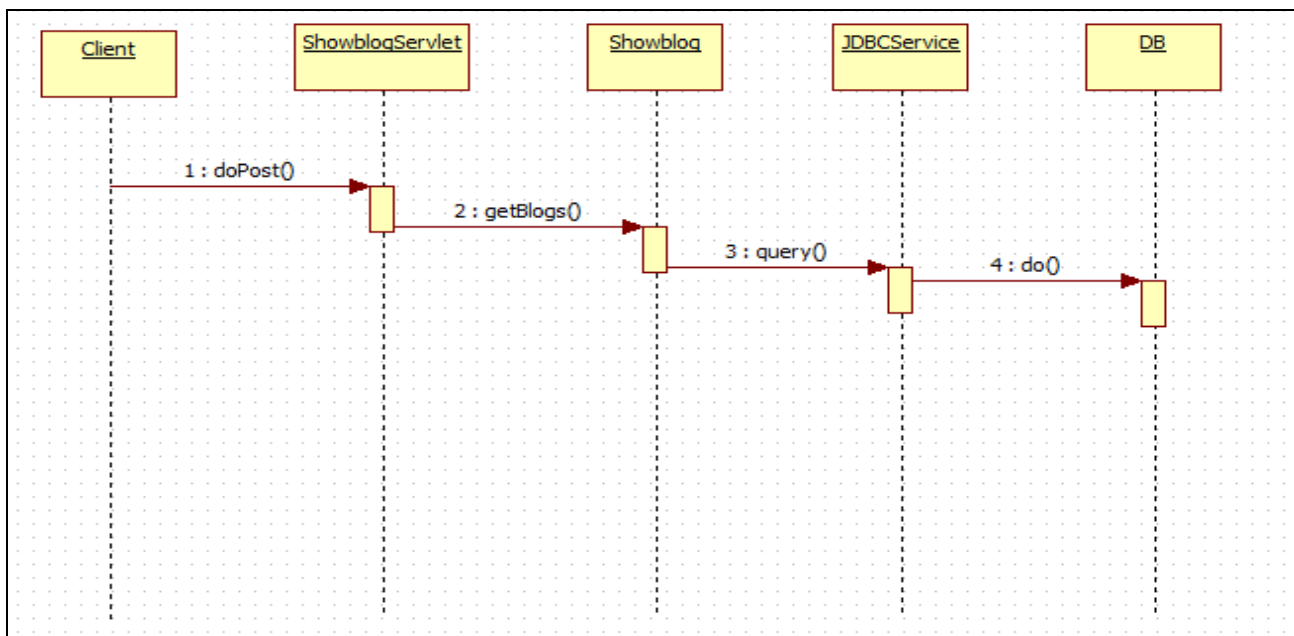 Client
ShowblogServlet
Showblog
JDBCService
DB
1 : doPost()
2 : getBlogs()
3 : query()
4 : do()